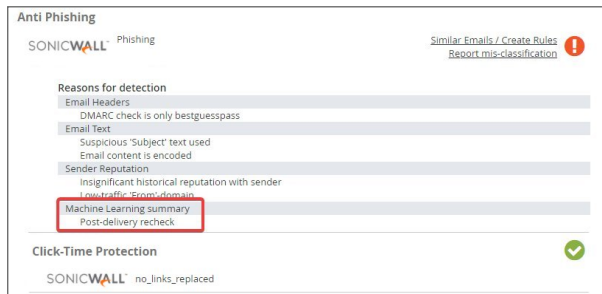 Anti Phishing
SONICWALL Phishing
Similar Emails / Create Rules
Report mis-classification
Reasons for detection
Email Headers
DMARC check is only bestguesspass
Email Text
Suspicious 'Subject' text used
Email content is encoded
Sender Reputation
Insignificant historical reputation with sender
Low-traffic 'From'-domain
Machine Learning summary
Post-delivery recheck
Click-Time Protection
SONICWALL no_links_replaced